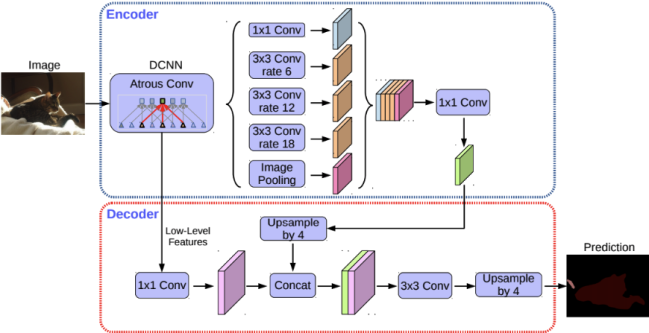 Encoder
Image
DCNN
Atrous Conv
1x1 Conv
3x3 Conv
rate 6
3x3 Conv
rate 12
3x3 Conv
rate 18
Image
Pooling
1x1 Conv
Decoder
Low-Level
Features
Upsample
by 4
1x1 Conv
Concat
3x3 Conv
Upsample
by 4
Prediction